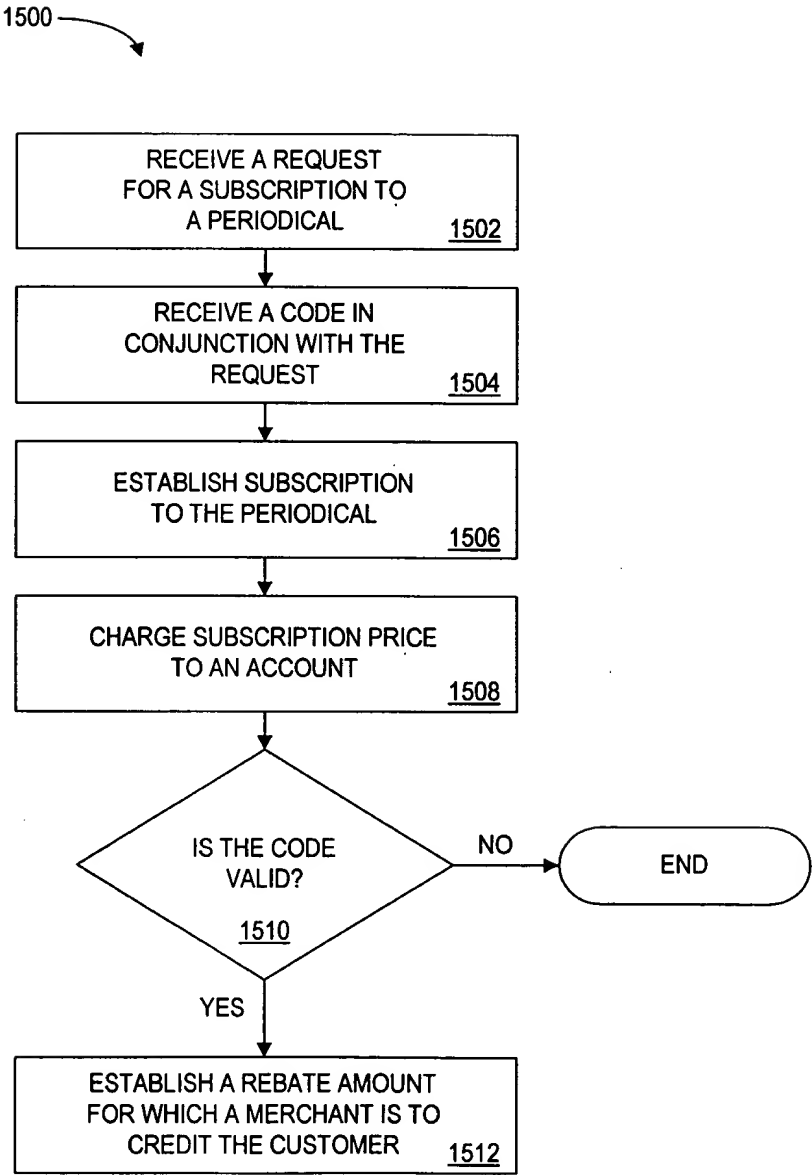 1500
RECEIVE A REQUEST
FOR A SUBSCRIPTION TO
A PERIODICAL
1502
RECEIVE A CODE IN
CONJUNCTION WITH THE
REQUEST
1504
ESTABLISH SUBSCRIPTION
TO THE PERIODICAL
1506
CHARGE SUBSCRIPTION PRICE
TO AN ACCOUNT
1508
IS THE CODE
VALID?
1510
NO
END
YES
ESTABLISH A REBATE AMOUNT
FOR WHICH A MERCHANT IS TO
CREDIT THE CUSTOMER
1512